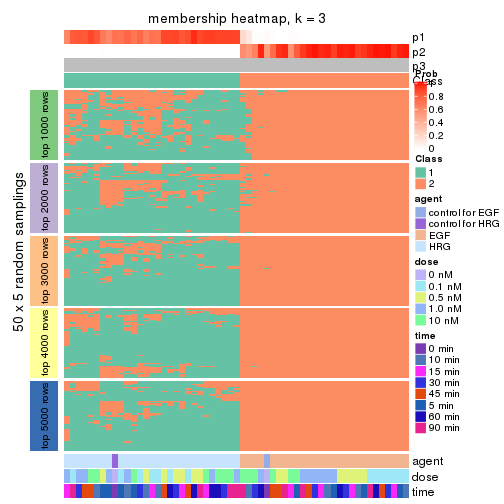 membership heatmap, k = 3
p1
p2
p3
Class
Prob
1
0.8
0.6
0.4
0.2
0
Class
1
2
agent
control for EGF
control for HRG
EGF
HRG
dose
0 nM
0.1 nM
0.5 nM
1.0 nM
10 nM
time
0 min
10 min
15 min
30 min
45 min
5 min
60 min
90 min
50 x 5 random samplings
top 1000 rows
top 2000 rows
top 3000 rows
top 4000 rows
top 5000 rows
agent
dose
time